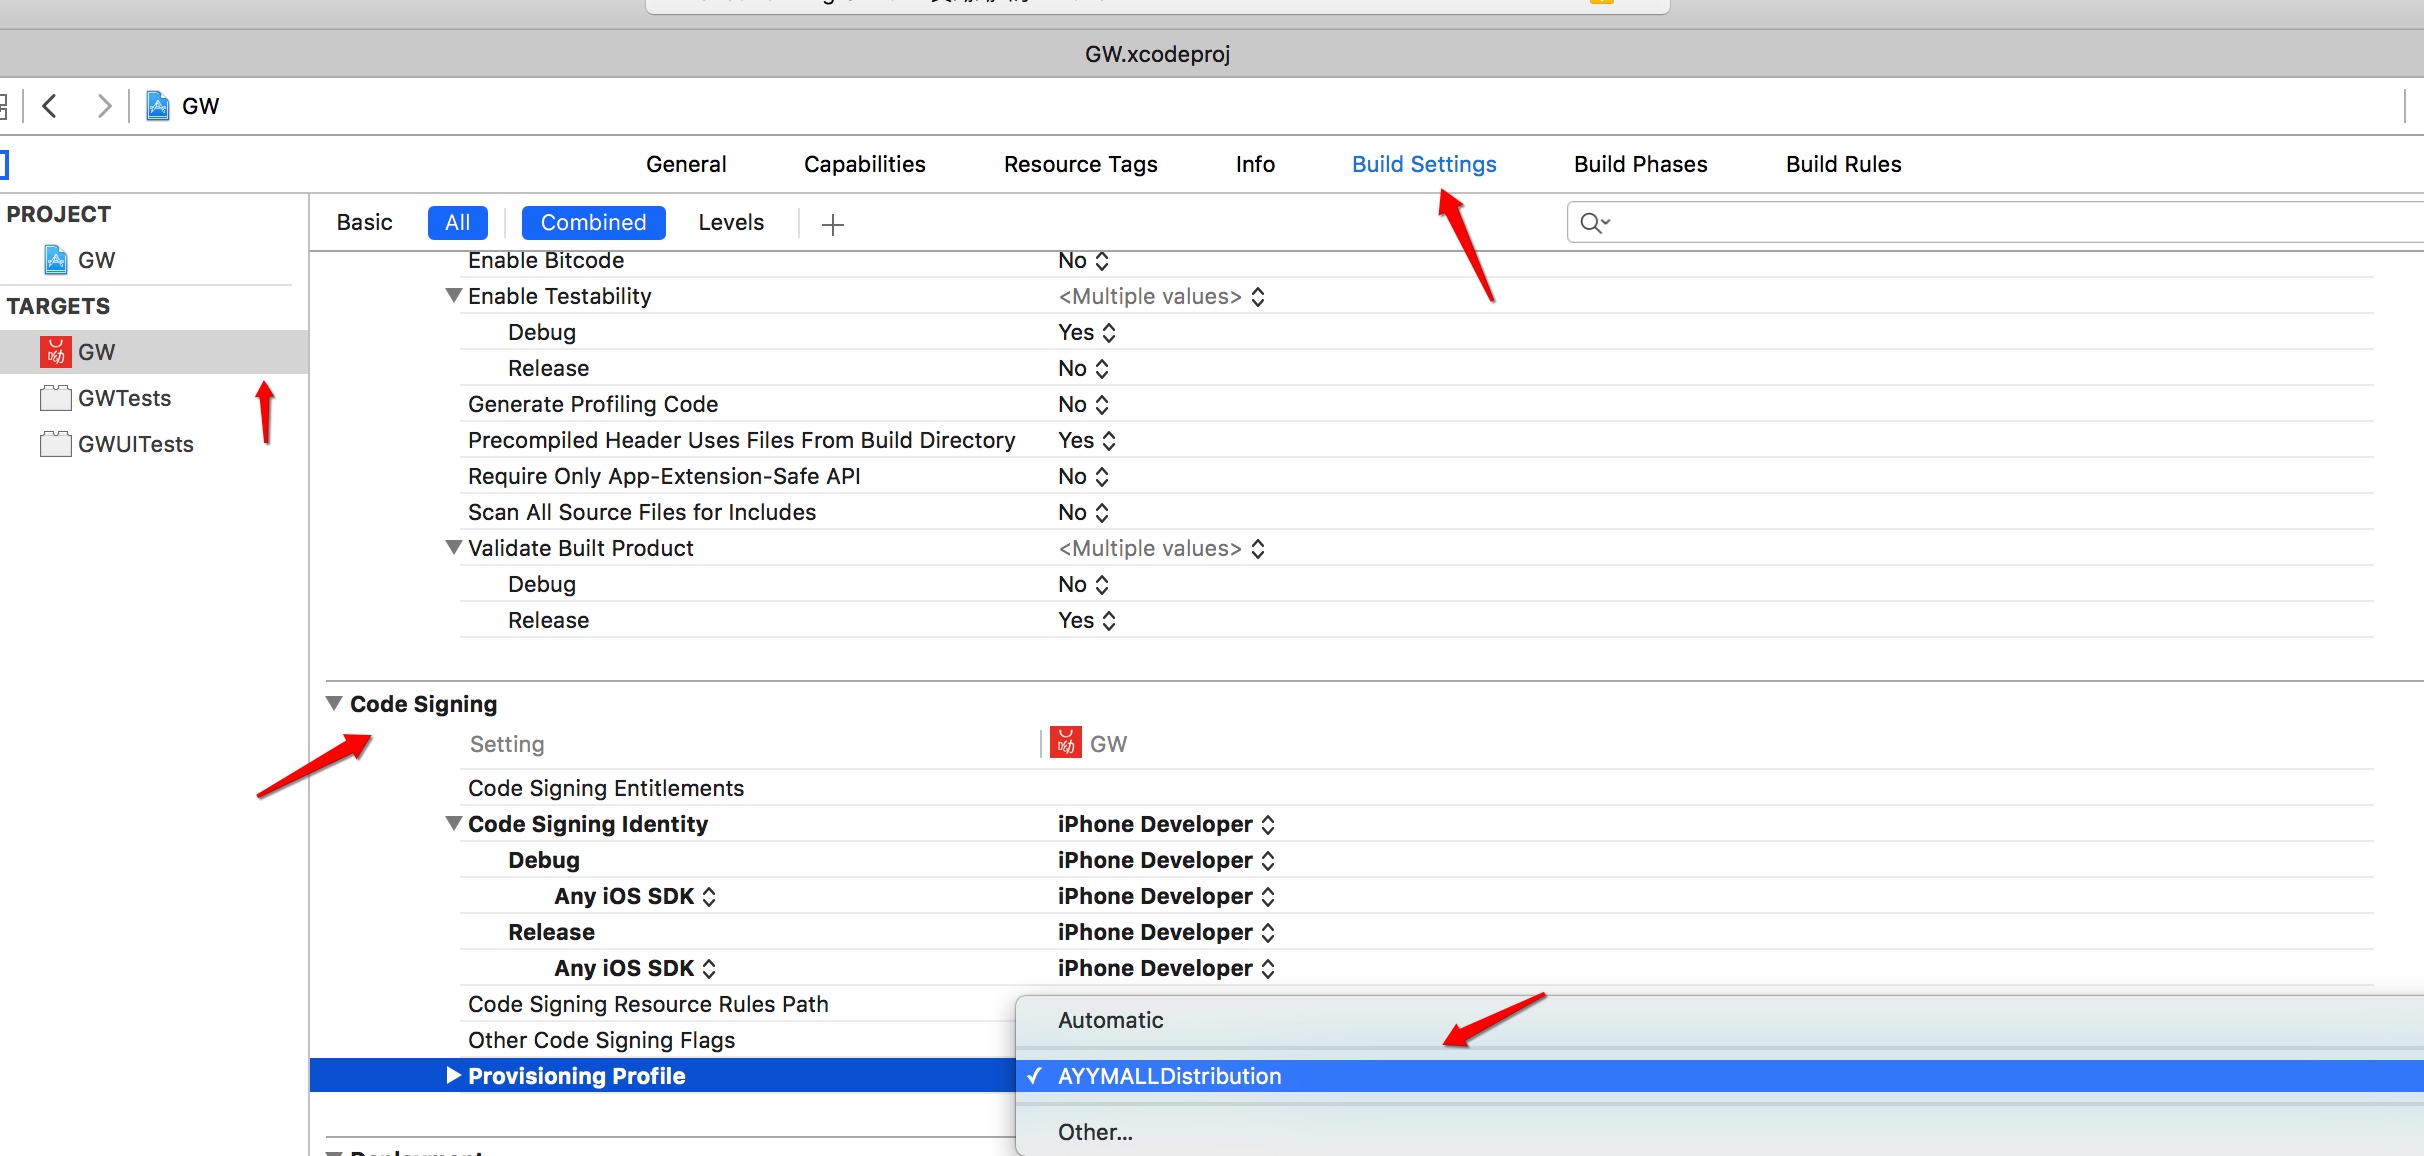 GW.xcodeproj
GW
General Capabilities Resource Tags Info Build Settings Build Phases Build Rules
PROJECT
GW
TARGETS
GW
GWTests
GWUITests
Basic All Combined Levels
Enable Bitcode No
Enable Testability <Multiple values>
Debug Yes
Release No
Generate Profiling Code No
Precompiled Header Uses Files From Build Directory Yes
Require Only App-Extension-Safe API No
Scan All Source Files for Includes No
Validate Built Product <Multiple values>
Debug No
Release Yes
Code Signing
Setting GW
Code Signing Entitlements
Code Signing Identity iPhone Developer
Debug iPhone Developer
Any iOS SDK iPhone Developer
Release iPhone Developer
Any iOS SDK iPhone Developer
Code Signing Resource Rules Path
Other Code Signing Flags
Provisioning Profile
Automatic
✓ AYYMALLDistribution
Other...
Deployment